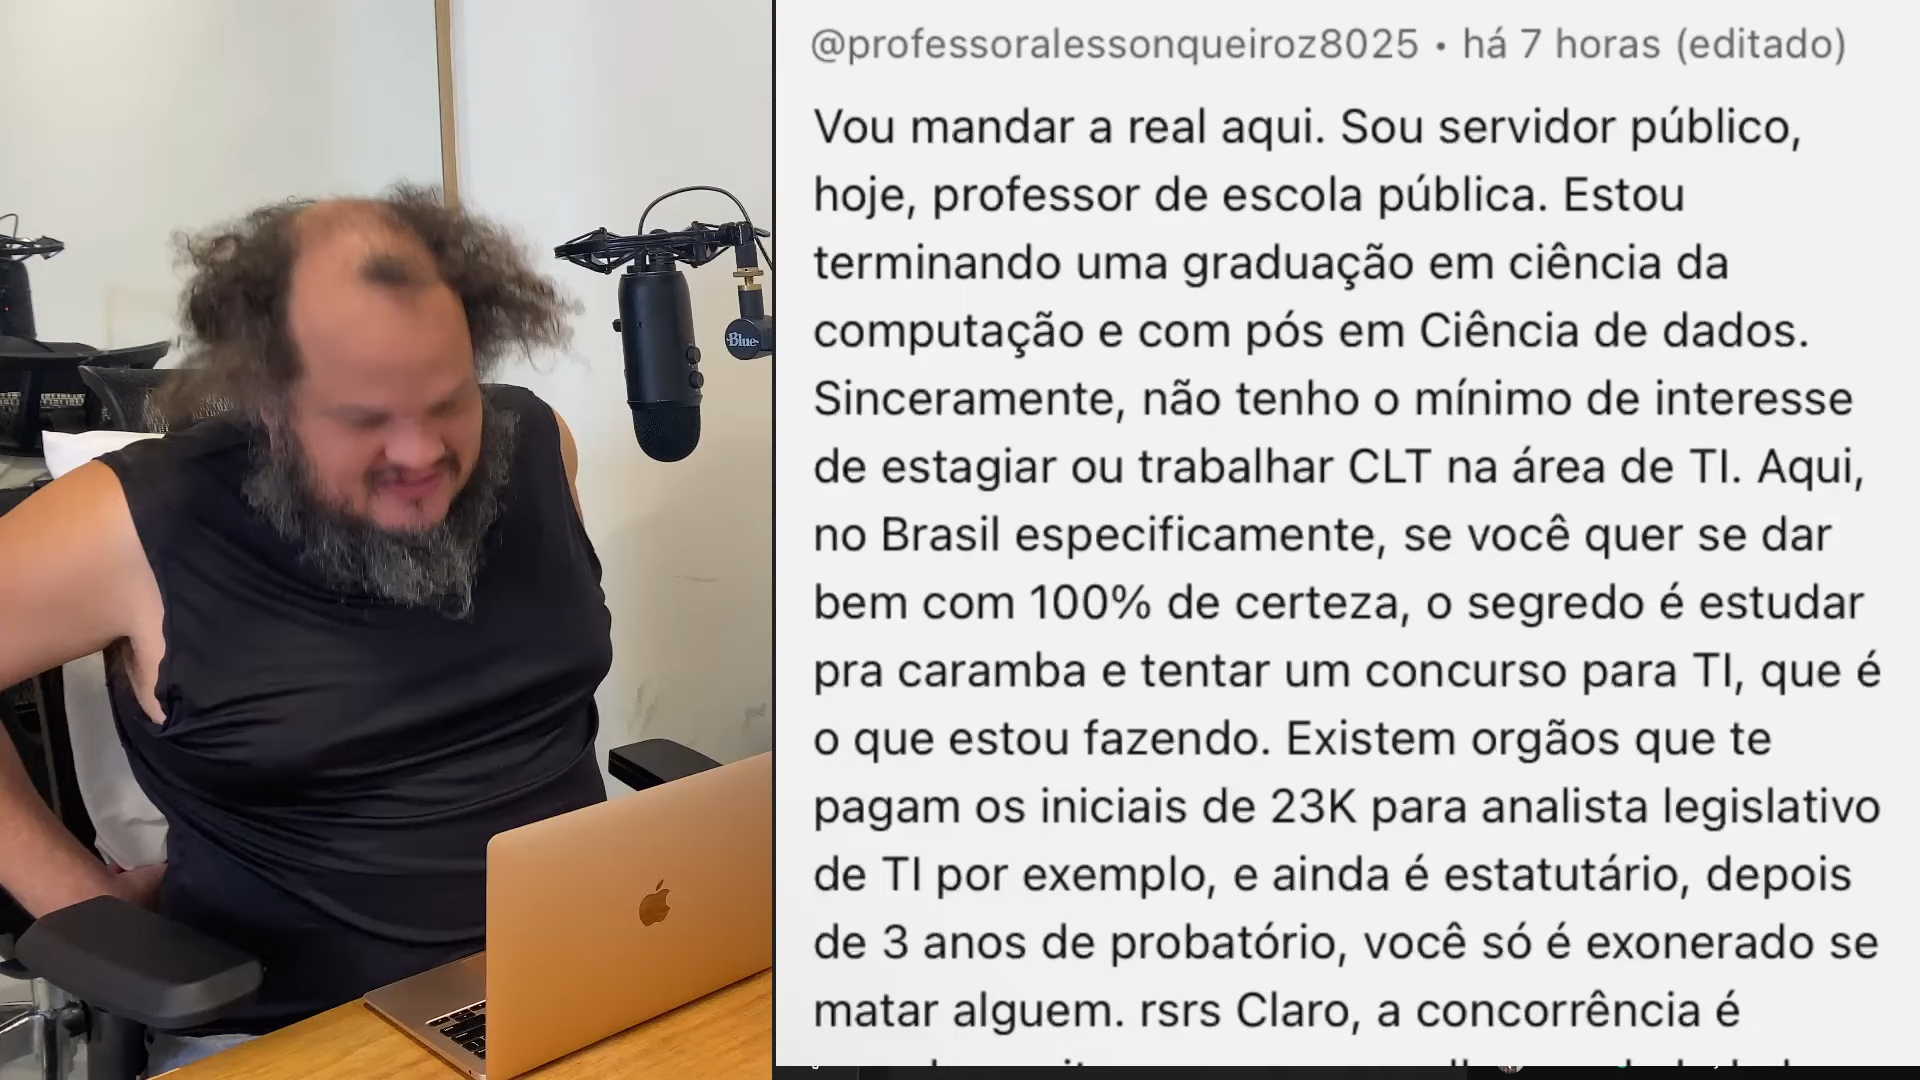 @professoralessonqueiroz8025 • há 7 horas (editado)
Vou mandar a real aqui. Sou servidor público,
hoje, professor de escola pública. Estou
terminando uma graduação em ciência da
computação e com pós em Ciência de dados.
Sinceramente, não tenho o mínimo de interesse
de estagiar ou trabalhar CLT na área de TI. Aqui,
no Brasil especificamente, se você quer se dar
bem com 100% de certeza, o segredo é estudar
pra caramba e tentar um concurso para TI, que é
o que estou fazendo. Existem orgãos que te
pagam os iniciais de 23K para analista legislativo
de TI por exemplo, e ainda é estatutário, depois
de 3 anos de probatório, você só é exonerado se
matar alguem. rsrs Claro, a concorrência é
Blue